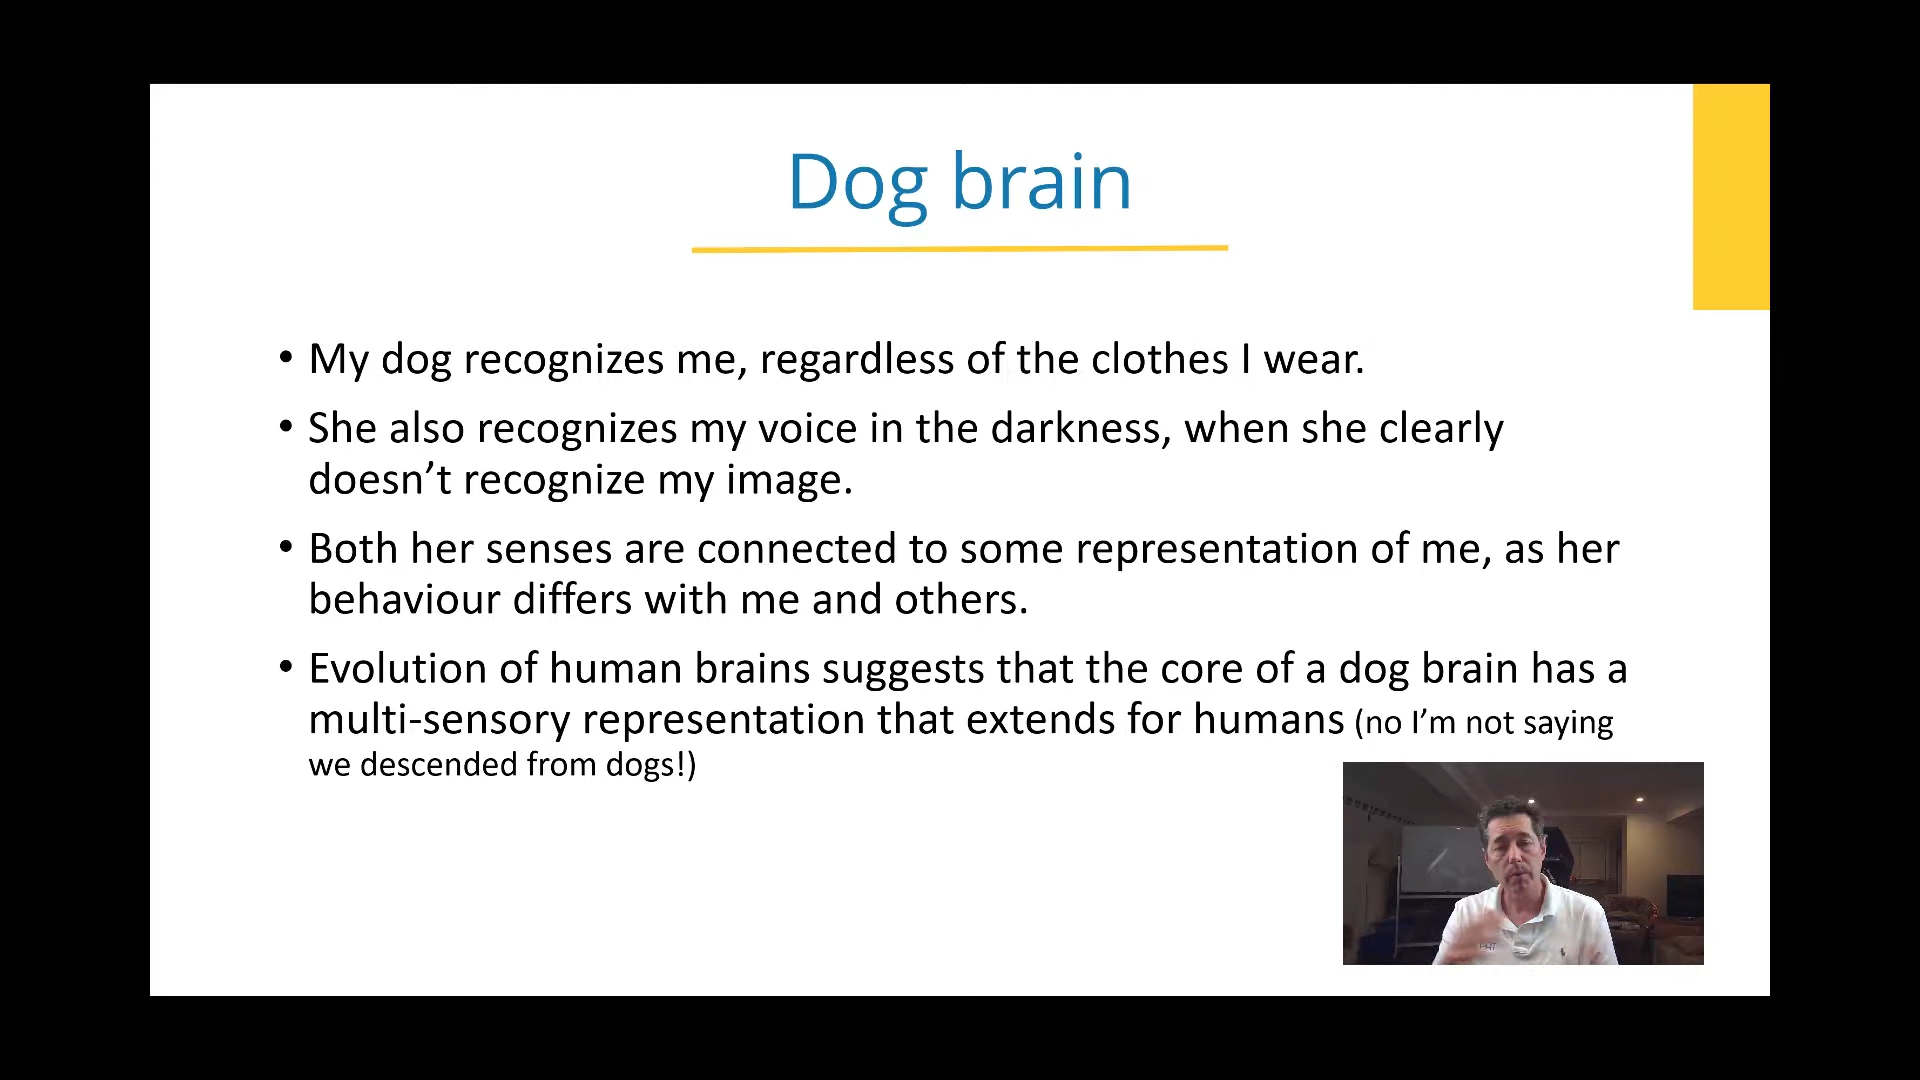 Dog brain
• My dog recognizes me, regardless of the clothes I wear.
• She also recognizes my voice in the darkness, when she clearly
doesn’t recognize my image.
• Both her senses are connected to some representation of me, as her
behaviour differs with me and others.
• Evolution of human brains suggests that the core of a dog brain has a
multi-sensory representation that extends for humans (no I’m not saying
we descended from dogs!)